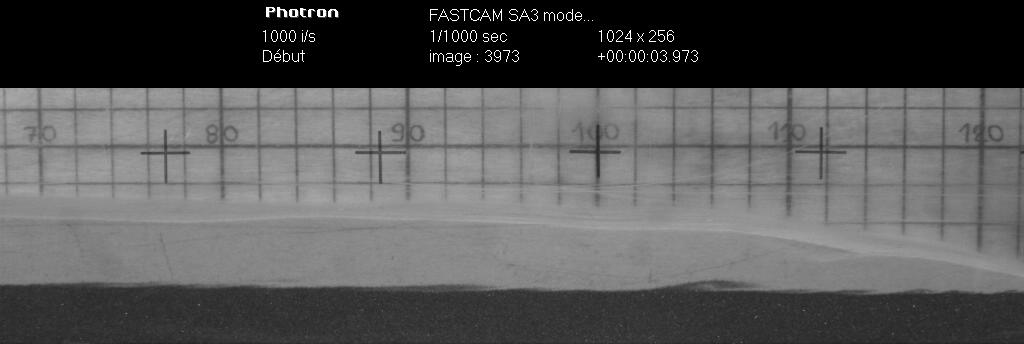 Photron
FASTCAM SA3 mode...
1000 i/s
1/1000 sec
1024 x 256
Début
image : 3973
+00:00:03.973
70 80 90 100 110 120